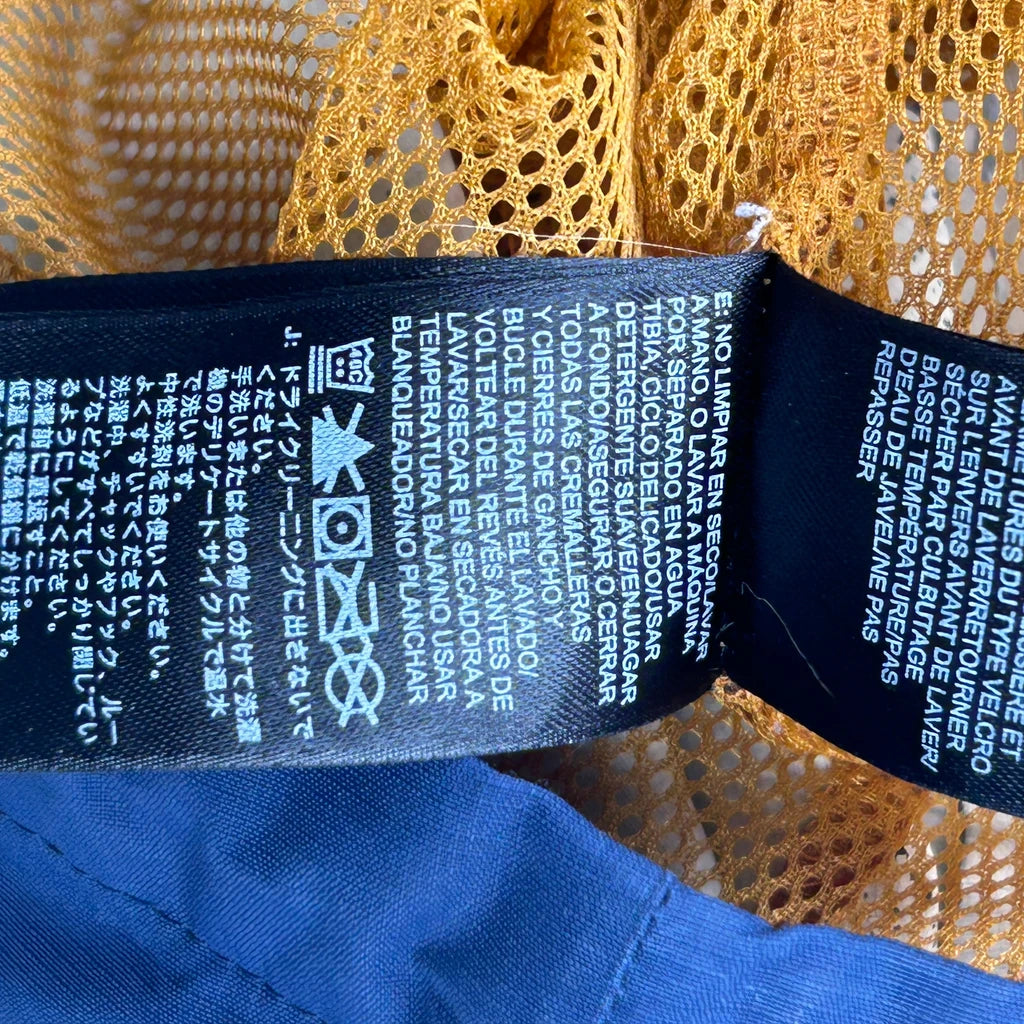 E: NO LIMPIAR EN SECO/LAVAR
A MANO, O LAVAR A MÁQUINA
POR SEPARADO EN AGUA
TIBIA, CICLO DELICADO/USAR
DETERGENTE SUAVE/ENJUAGAR
A FONDO/ASEGURAR O CERRAR
TODAS LAS CREMALLERAS
Y CIERRES DE GANCHO Y
BUCLE DURANTE EL LAVADO/
VOLTEAR DEL REVÉS ANTES DE
LAVAR/SECAR EN SECADORA A
TEMPERATURA BAJA/NO USAR
BLANQUEADOR/NO PLANCHAR
30C
J: ドライクリーニングに出さないで
ください。
手洗いまたは他の物と分けて洗濯
機のデリケートサイクルで温水
で洗います。
中性洗剤をお使いください。
よくすすいでください。
洗濯中、チャックやフック・ルー
プなどがすべてしっかり閉じてい
るようにしてください。
洗濯前に裏返すこと。
低温で乾燥機にかけます。
ET
AVANT DE LAVER/RETOURNER
SUR L'ENVERS AVANT DE LAVER/
SÉCHER PAR CULBUTAGE
BASSE TEMPÉRATURE/PAS
D'EAU DE JAVEL/NE PAS
REPASSER